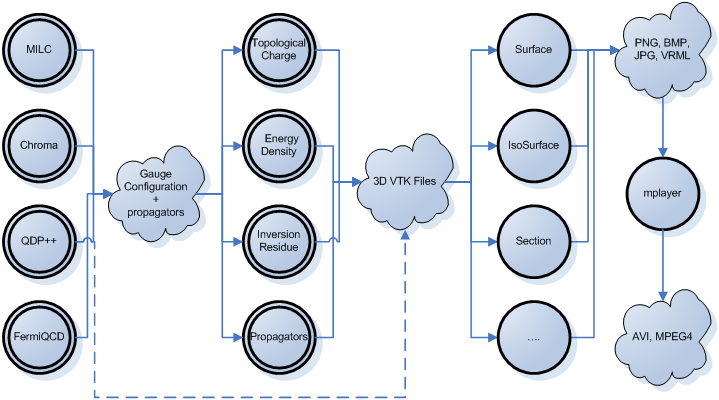 MILC
Chroma
QDP++
FermiQCD
Gauge
Configuration
+
propagators
Topological
Charge
Energy
Density
Inversion
Residue
Propagators
3D VTK Files
Surface
IsoSurface
Section
....
PNG, BMP,
JPG, VRML
mplayer
AVI, MPEG4